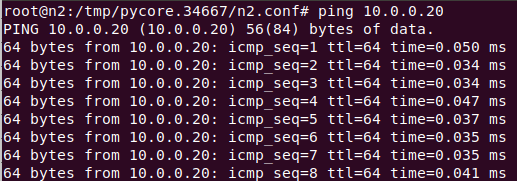 root@n2:/tmp/pycore.34667/n2.conf# ping 10.0.0.20
PING 10.0.0.20 (10.0.0.20) 56(84) bytes of data.
64 bytes from 10.0.0.20: icmp_seq=1 ttl=64 time=0.050 ms
64 bytes from 10.0.0.20: icmp_seq=2 ttl=64 time=0.034 ms
64 bytes from 10.0.0.20: icmp_seq=3 ttl=64 time=0.034 ms
64 bytes from 10.0.0.20: icmp_seq=4 ttl=64 time=0.047 ms
64 bytes from 10.0.0.20: icmp_seq=5 ttl=64 time=0.037 ms
64 bytes from 10.0.0.20: icmp_seq=6 ttl=64 time=0.035 ms
64 bytes from 10.0.0.20: icmp_seq=7 ttl=64 time=0.035 ms
64 bytes from 10.0.0.20: icmp_seq=8 ttl=64 time=0.041 ms